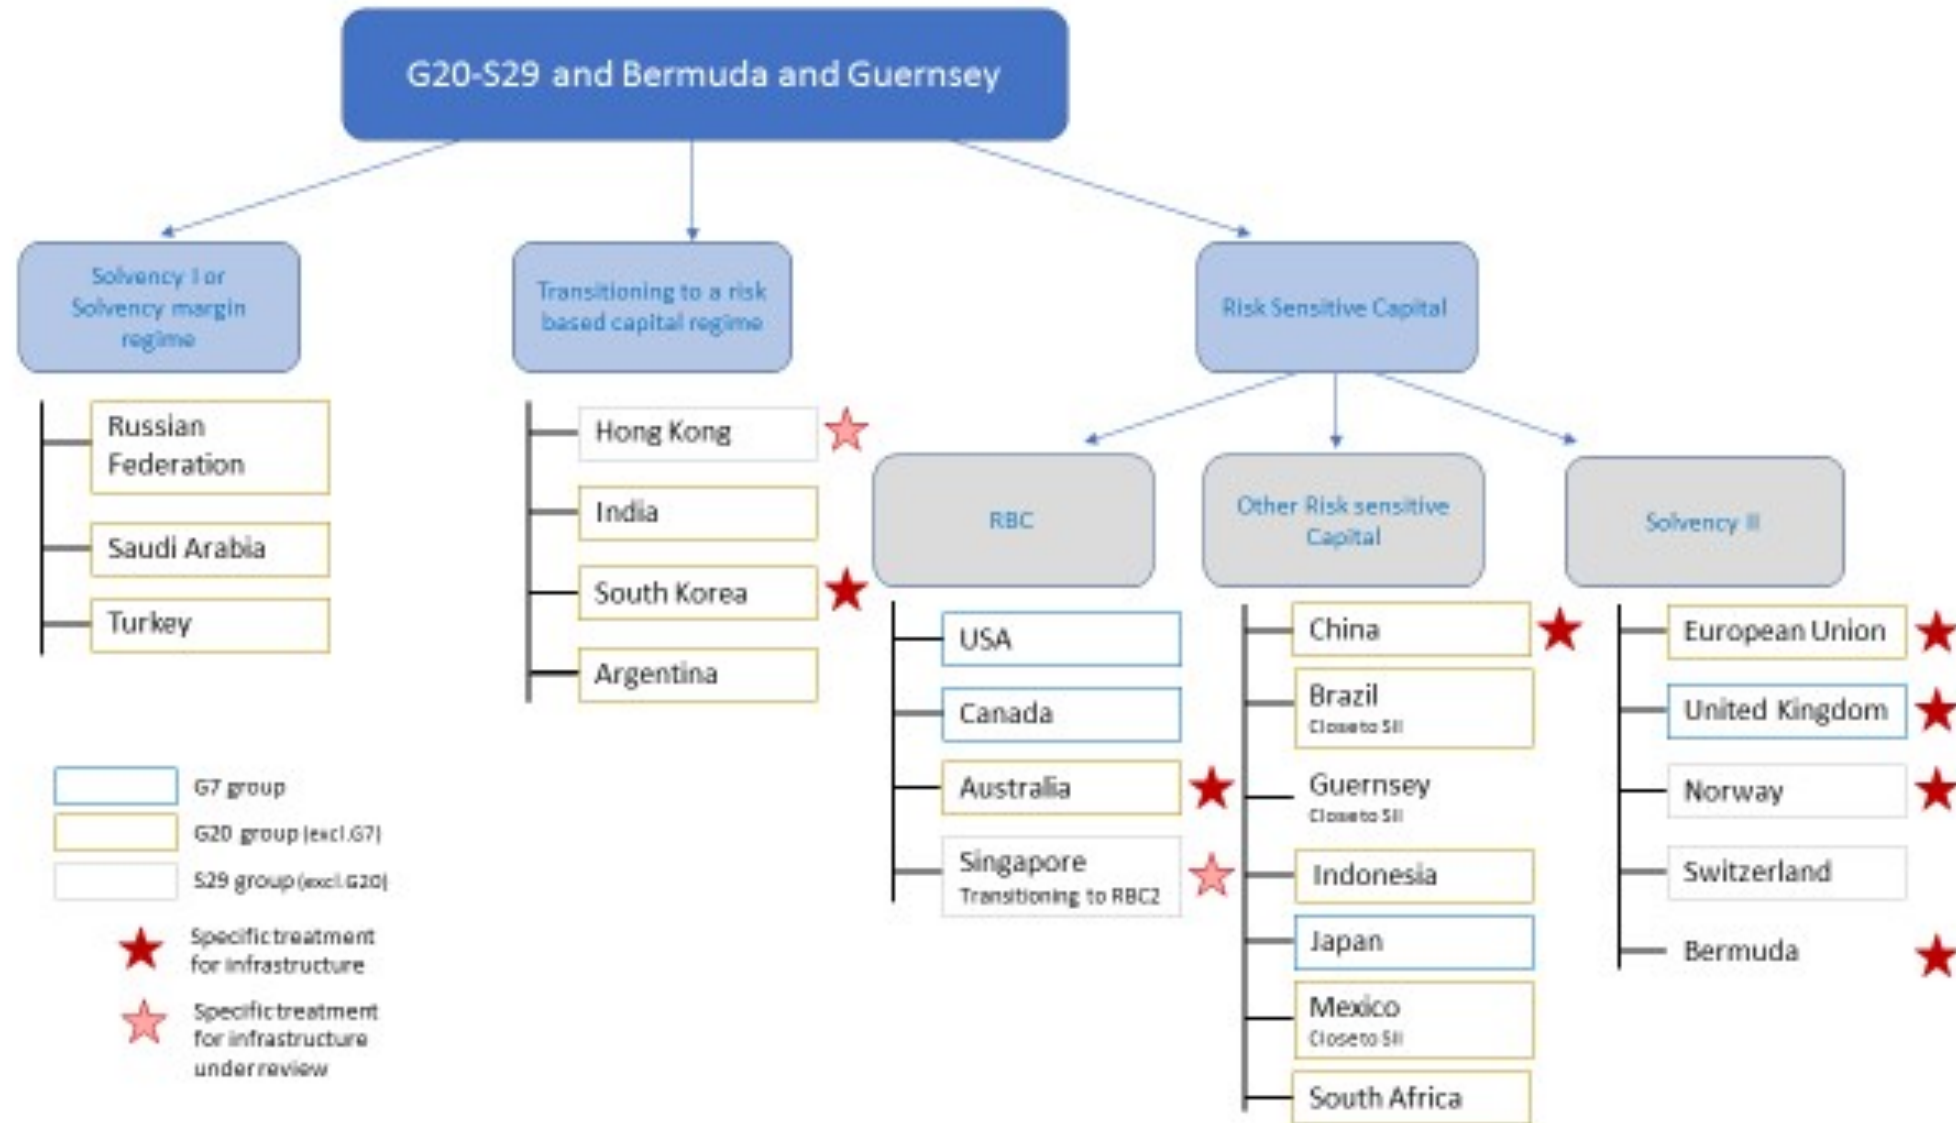 G20-S29 and Bermuda and Guernsey
Solvency I or
Solvency margin
regime
Transitioning to a risk
based capital regime
Risk Sensitive Capital
Russian
Federation
Saudi Arabia
Turkey
Hong Kong
India
South Korea
Argentina
RBC
Other Risk sensitive
Capital
Solvency II
USA
Canada
Australia
Singapore
Transitioning to RBC2
China
Brazil
Close to SII
Guernsey
Close to SII
Indonesia
Japan
Mexico
Close to SII
South Africa
European Union
United Kingdom
Norway
Switzerland
Bermuda
G7 group
G20 group (excl.G7)
S29 group (excl.G20)
Specific treatment
for infrastructure
Specific treatment
for infrastructure
under review